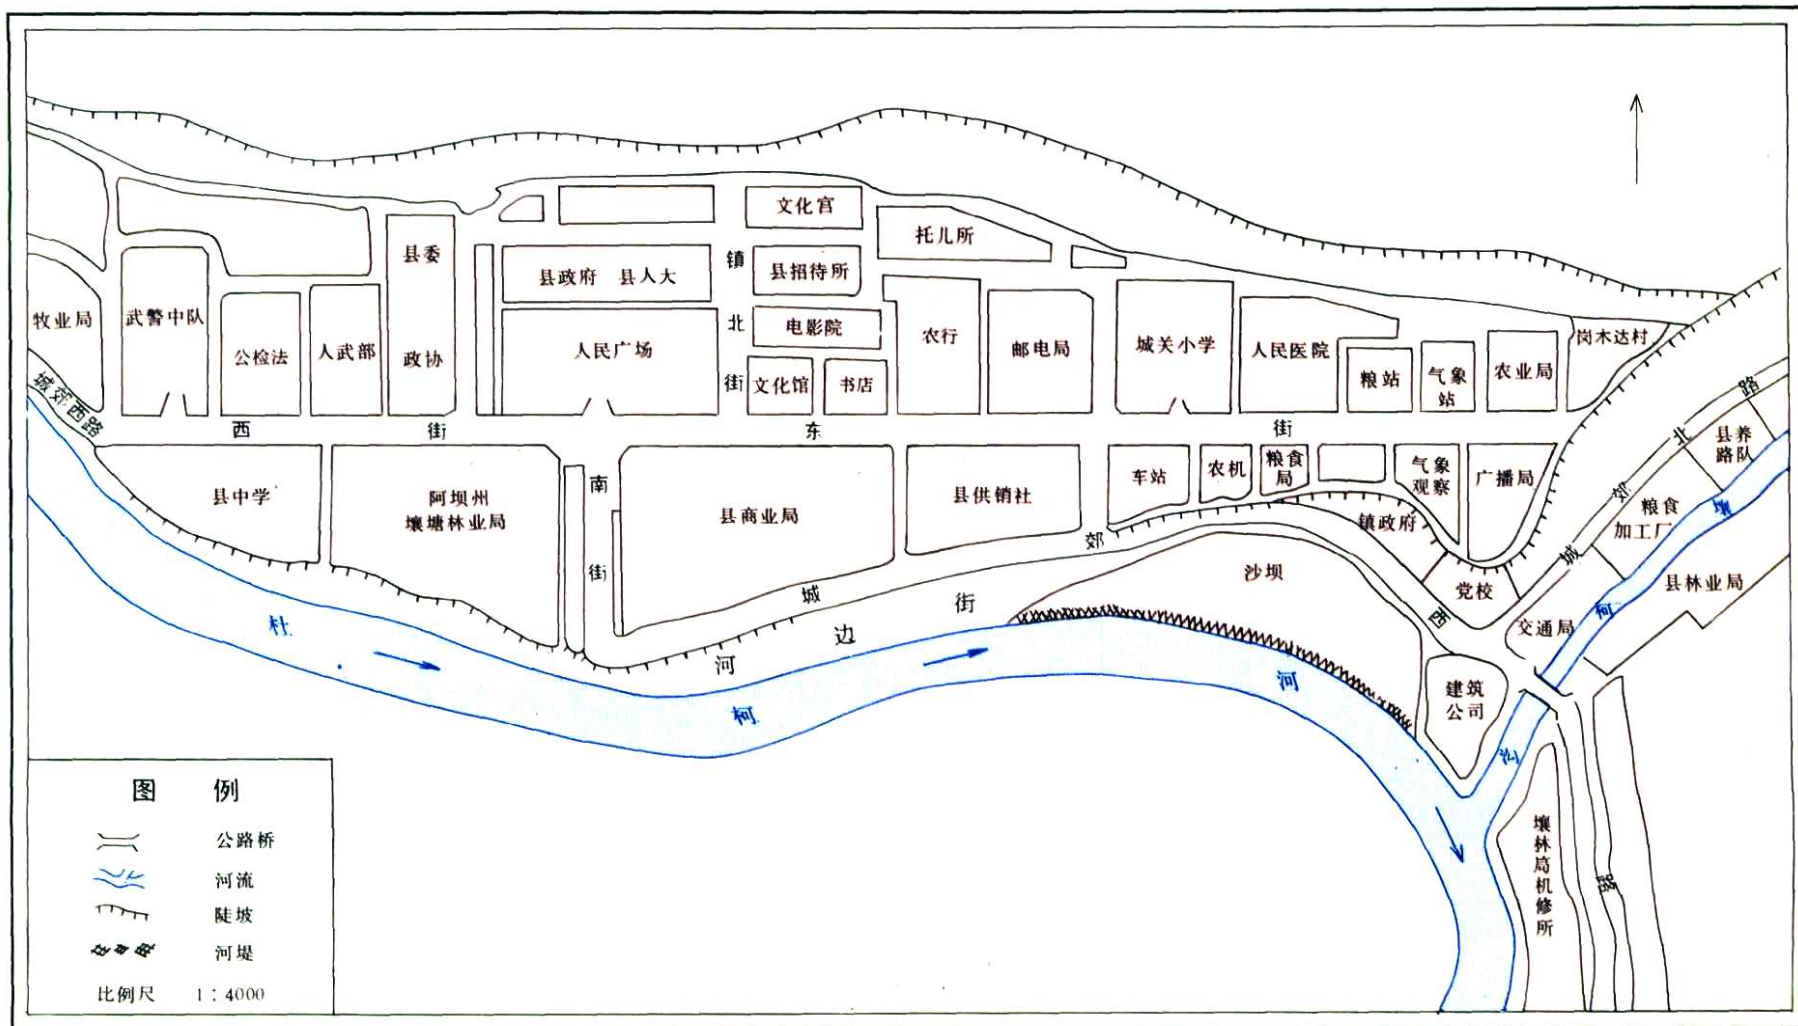 文化宫
托儿所
县委
镇
县招待所
县政府 县人大
牧业局
武警中队
北
电影院
公检法
人武部
政协
人民广场
农行
邮电局
城关小学
人民医院
岗木达村
街
文化馆
书店
粮站
气象
站
农业局
城郊西路
西
街
东
街
县中学
阿坝州
壤塘林业局
南
街
县商业局
县供销社
车站
农机
粮食
局
气象
观察
广播局
镇政府
党校
城
郊
北
路
县养
路队
粮食
加工厂
县林业局
交通局
壤
柯
沟
城
郊
西
路
沙坝
河
边
街
杜
柯
河
建筑
公司
壤林局机修所
图 例
公路桥
河流
陡坡
河堤
比例尺 1：4000